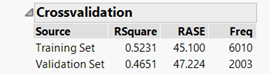 Crossvalidation
Source RSquare RASE Freq
Training Set 0.5231 45.100 6010
Validation Set 0.4651 47.224 2003